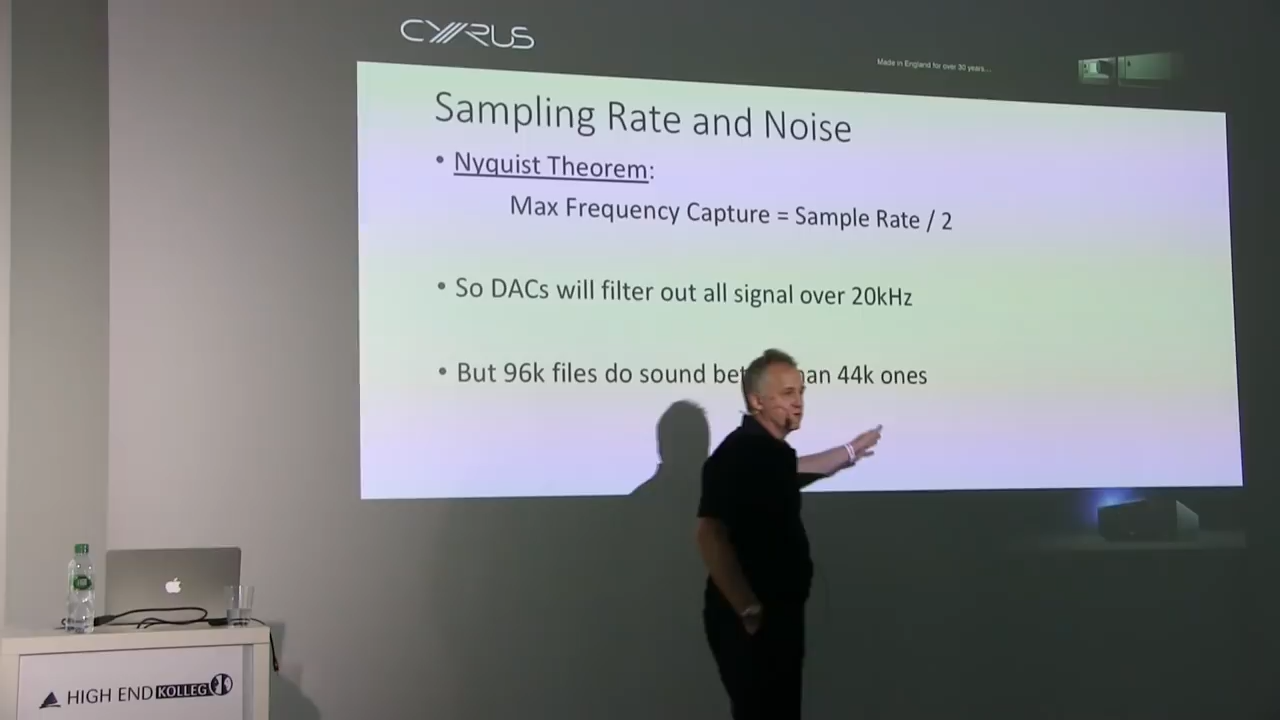 CYRUS
Made in England for over 30 years...
Sampling Rate and Noise
• Nyquist Theorem:
Max Frequency Capture = Sample Rate / 2
• So DACs will filter out all signal over 20kHz
• But 96k files do sound be an 44k ones
HIGH END KOLLEG